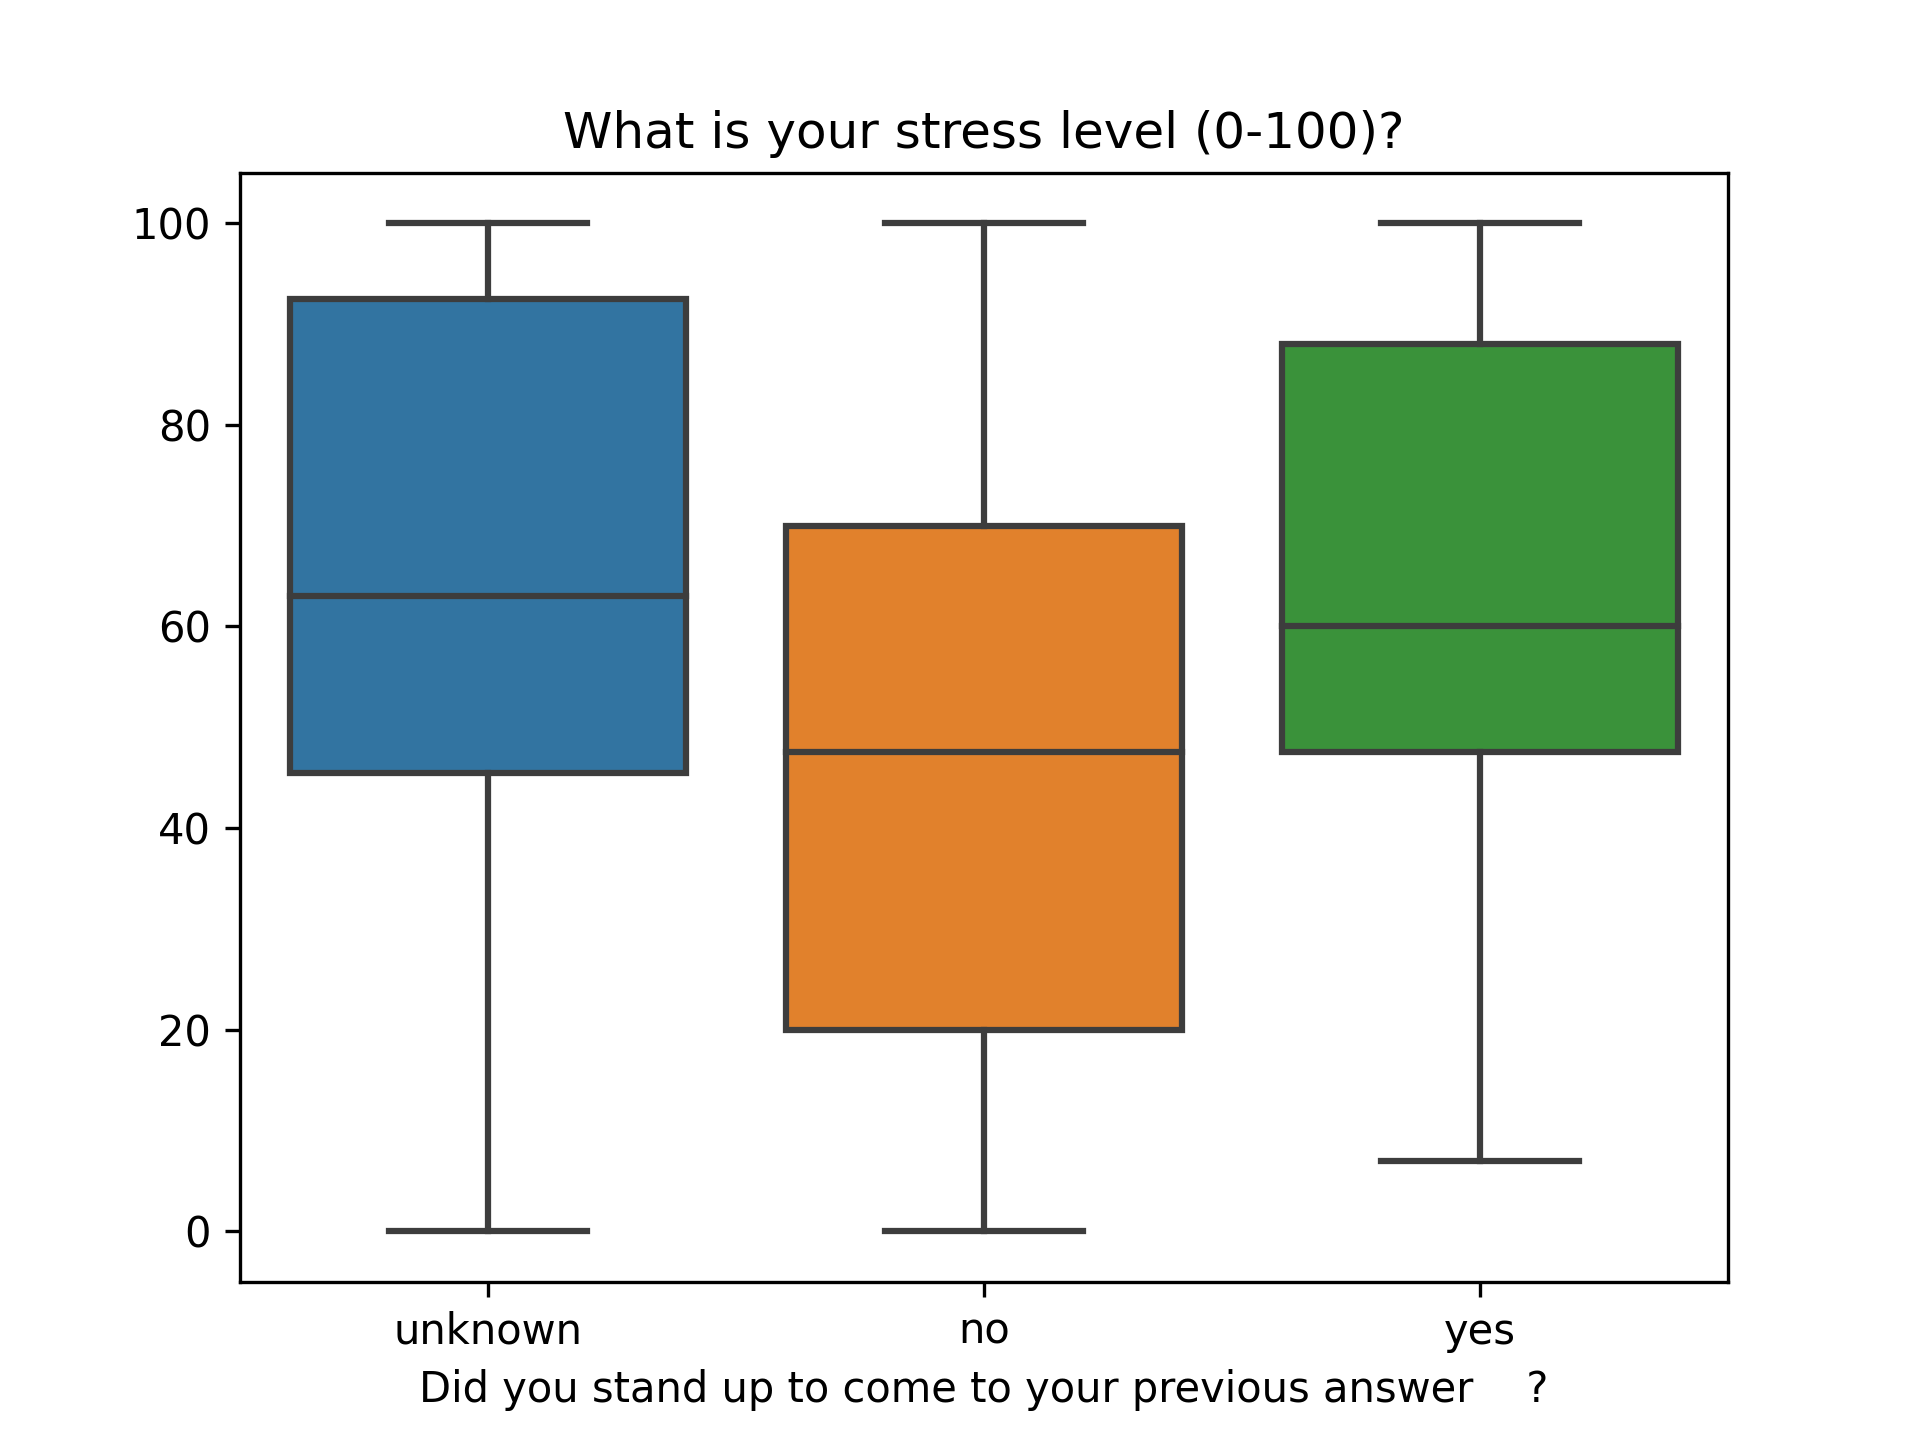 What is your stress level (0-100)?
100
80
60
40
20
0
unknown no yes
Did you stand up to come to your previous answer    ?